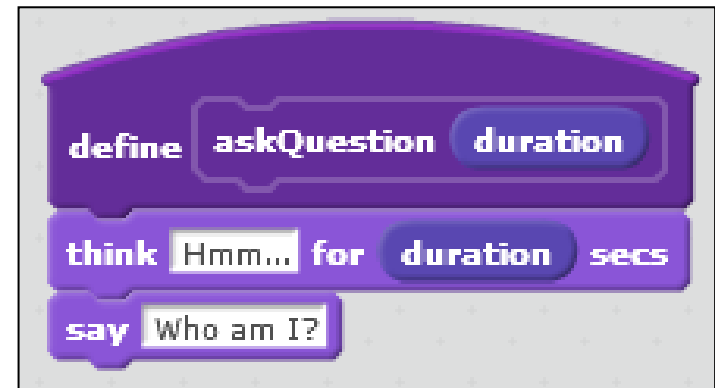 define askQuestion duration
think Hmm... for duration secs
say Who am I?